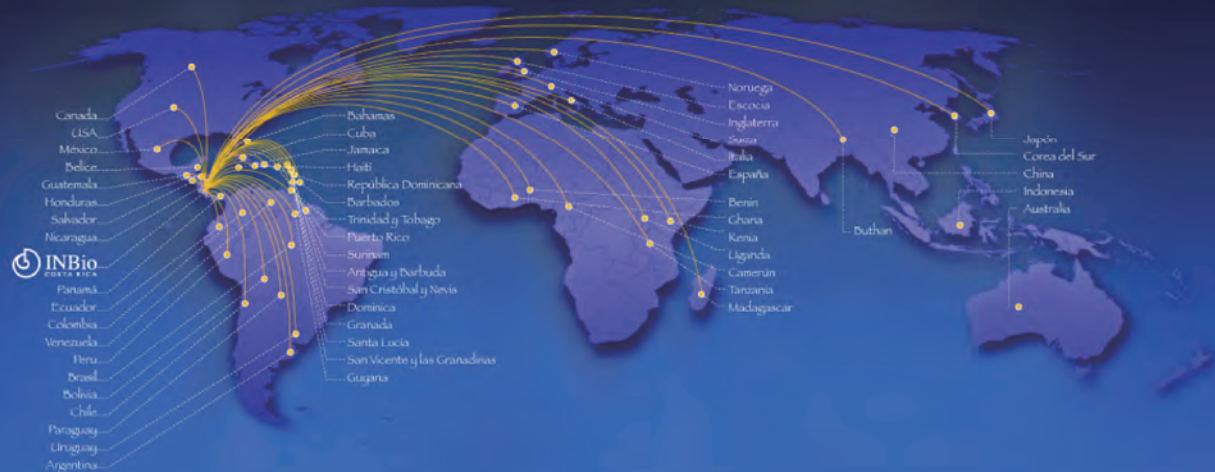 Canada
USA
México
Belice
Guatemala
Honduras
Salvador
Nicaragua
INBio
COSTA RICA
Panamá
Ecuador
Colombia
Venezuela
Peru
Brasil
Bolivia
Chile
Paraguay
Uruguay
Argentina
Bahamas
Cuba
Jamaica
Haití
República Dominicana
Barbados
Trinidad y Tobago
Puerto Rico
Surinam
Antigua y Barbuda
San Cristóbal y Nevis
Dominica
Granada
Santa Lucía
San Vicente y las Granadinas
Guyana
Noruega
Escocia
Inglaterra
Suiza
Italia
España
Benin
Ghana
Kenia
Uganda
Camerún
Tanzania
Madagascar
Buthan
Japón
Corea del Sur
China
Indonesia
Australia